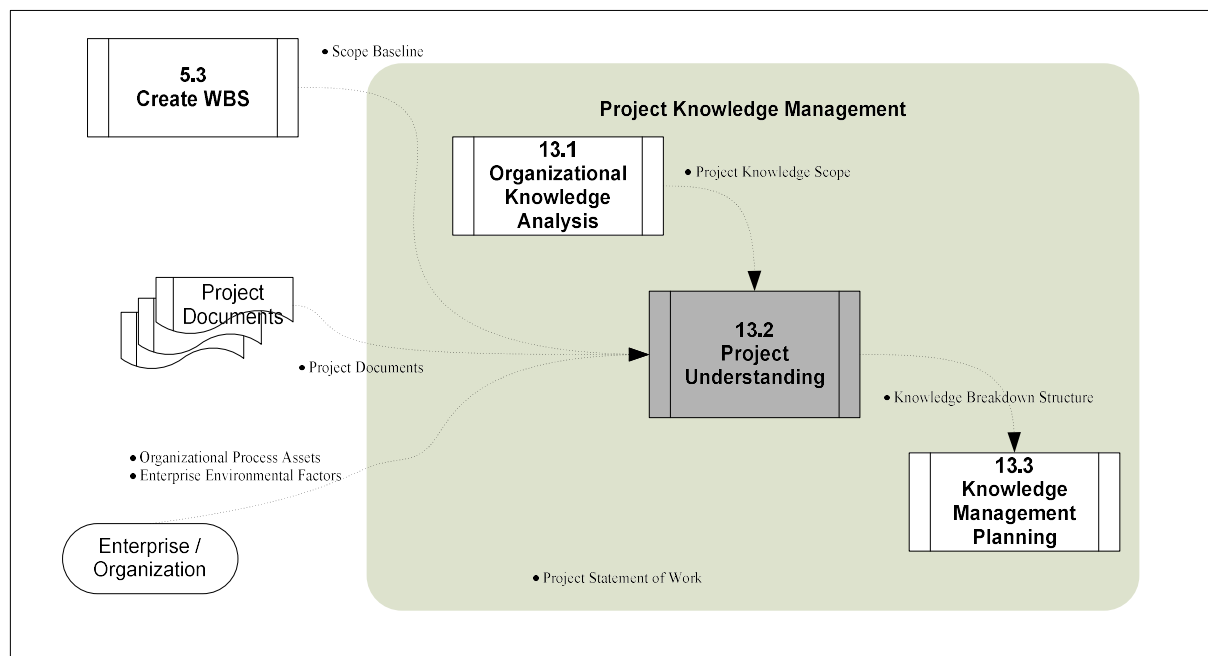 5.3
Create WBS
● Scope Baseline
Project Knowledge Management
13.1
Organizational
Knowledge
Analysis
● Project Knowledge Scope
Project
Documents
● Project Documents
13.2
Project
Understanding
● Knowledge Breakdown Structure
● Organizational Process Assets
● Enterprise Environmental Factors
13.3
Knowledge
Management
Planning
Enterprise /
Organization
● Project Statement of Work